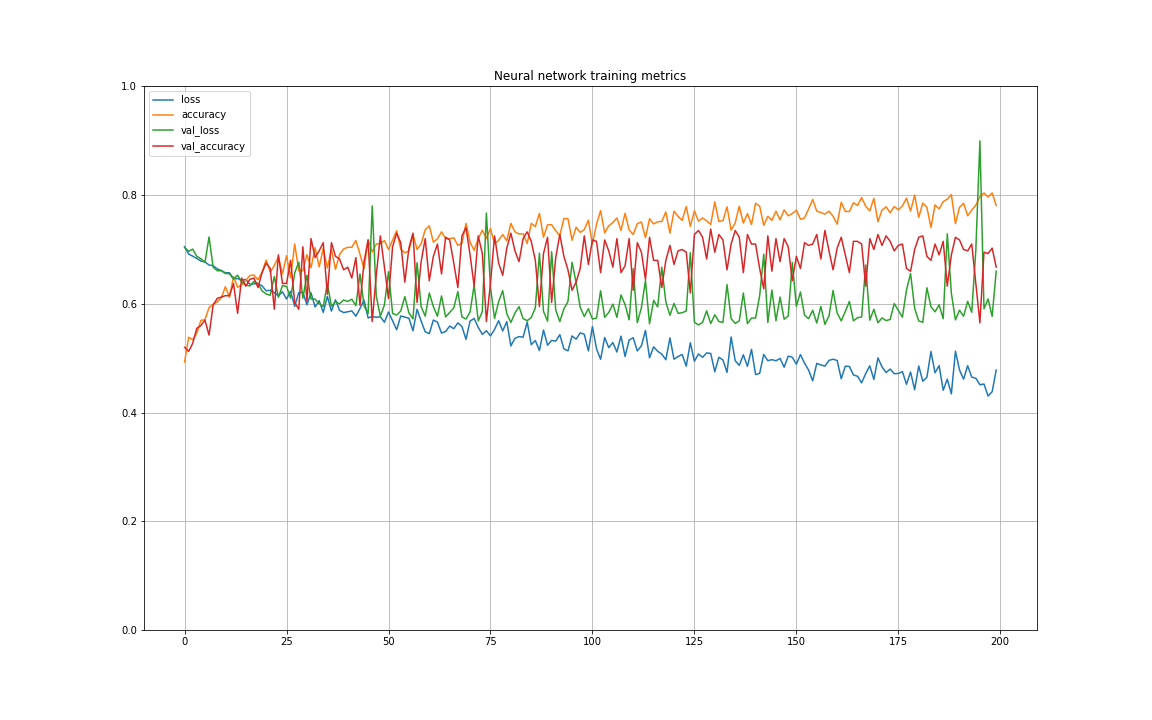 Neural network training metrics
1.0
0.8
0.6
0.4
0.2
0.0
loss
accuracy
val_loss
val_accuracy
0 25 50 75 100 125 150 175 200